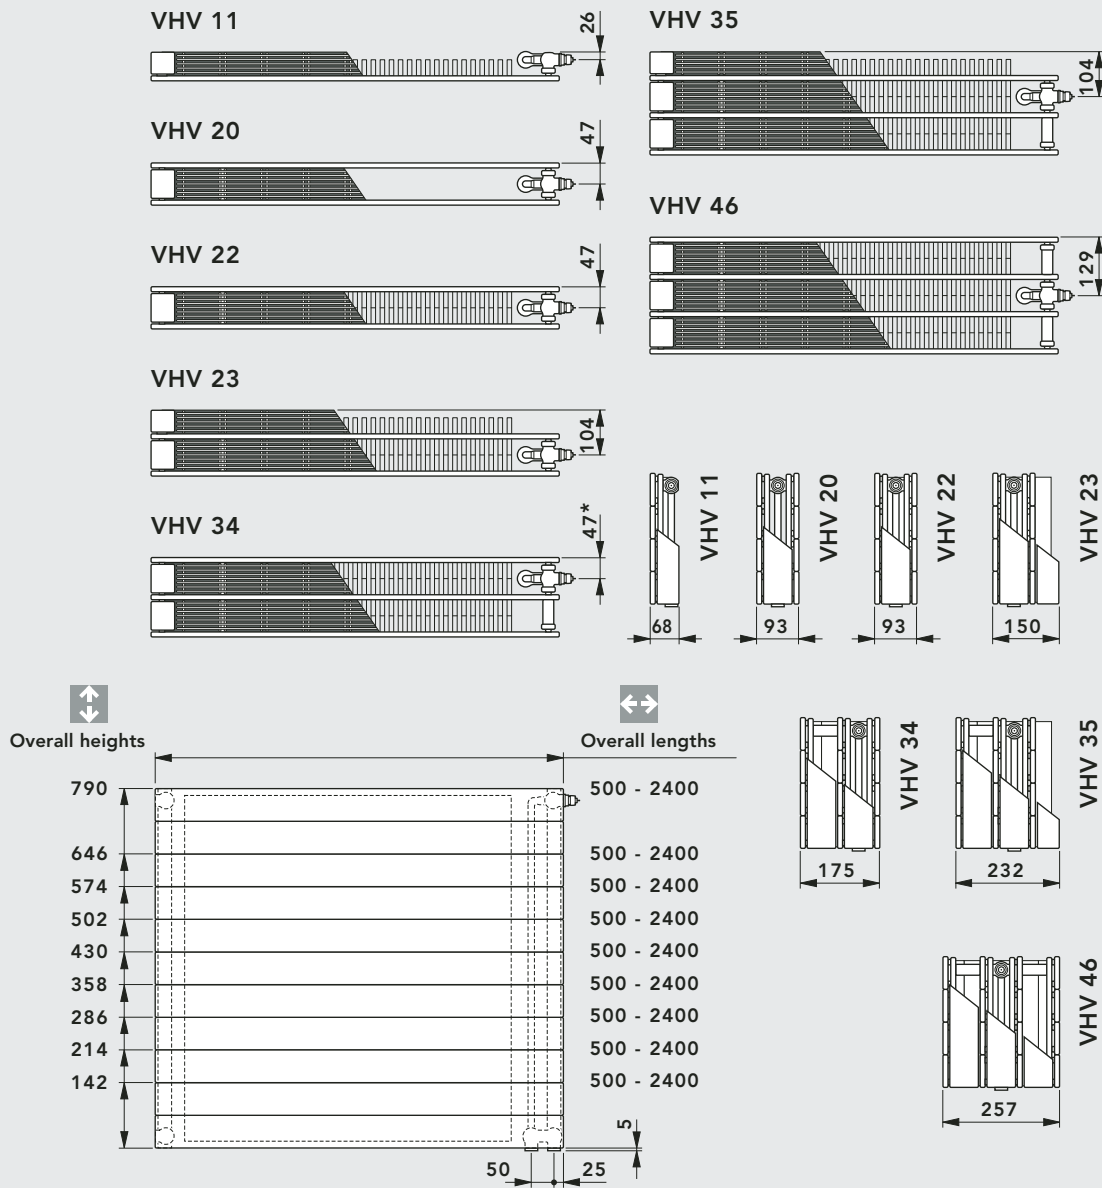 VHV 11
26
VHV 20
47
VHV 22
47
VHV 23
104
VHV 34
47*
VHV 35
104
VHV 46
129
VHV 11
68
VHV 20
93
VHV 22
93
VHV 23
150
VHV 34
175
VHV 35
232
VHV 46
257
Overall heights
Overall lengths
790 500 - 2400
646 500 - 2400
574 500 - 2400
502 500 - 2400
430 500 - 2400
358 500 - 2400
286 500 - 2400
214 500 - 2400
142 500 - 2400
5
50 25